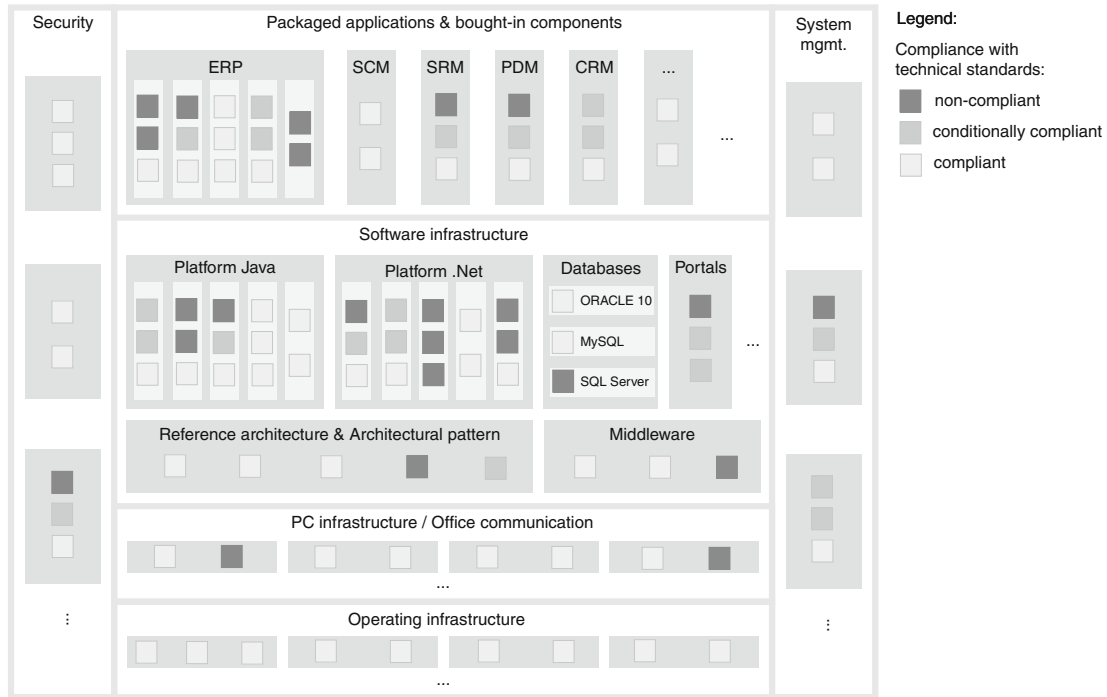 Security
Packaged applications & bought-in components
System
mgmt.
Legend:
Compliance with
technical standards:
non-compliant
conditionally compliant
compliant
ERP
SCM
SRM
PDM
CRM
...
...
Software infrastructure
Platform Java
Platform .Net
Databases
Portals
ORACLE 10
MySQL
SQL Server
...
Reference architecture & Architectural pattern
Middleware
PC infrastructure / Office communication
...
...
Operating infrastructure
...
...